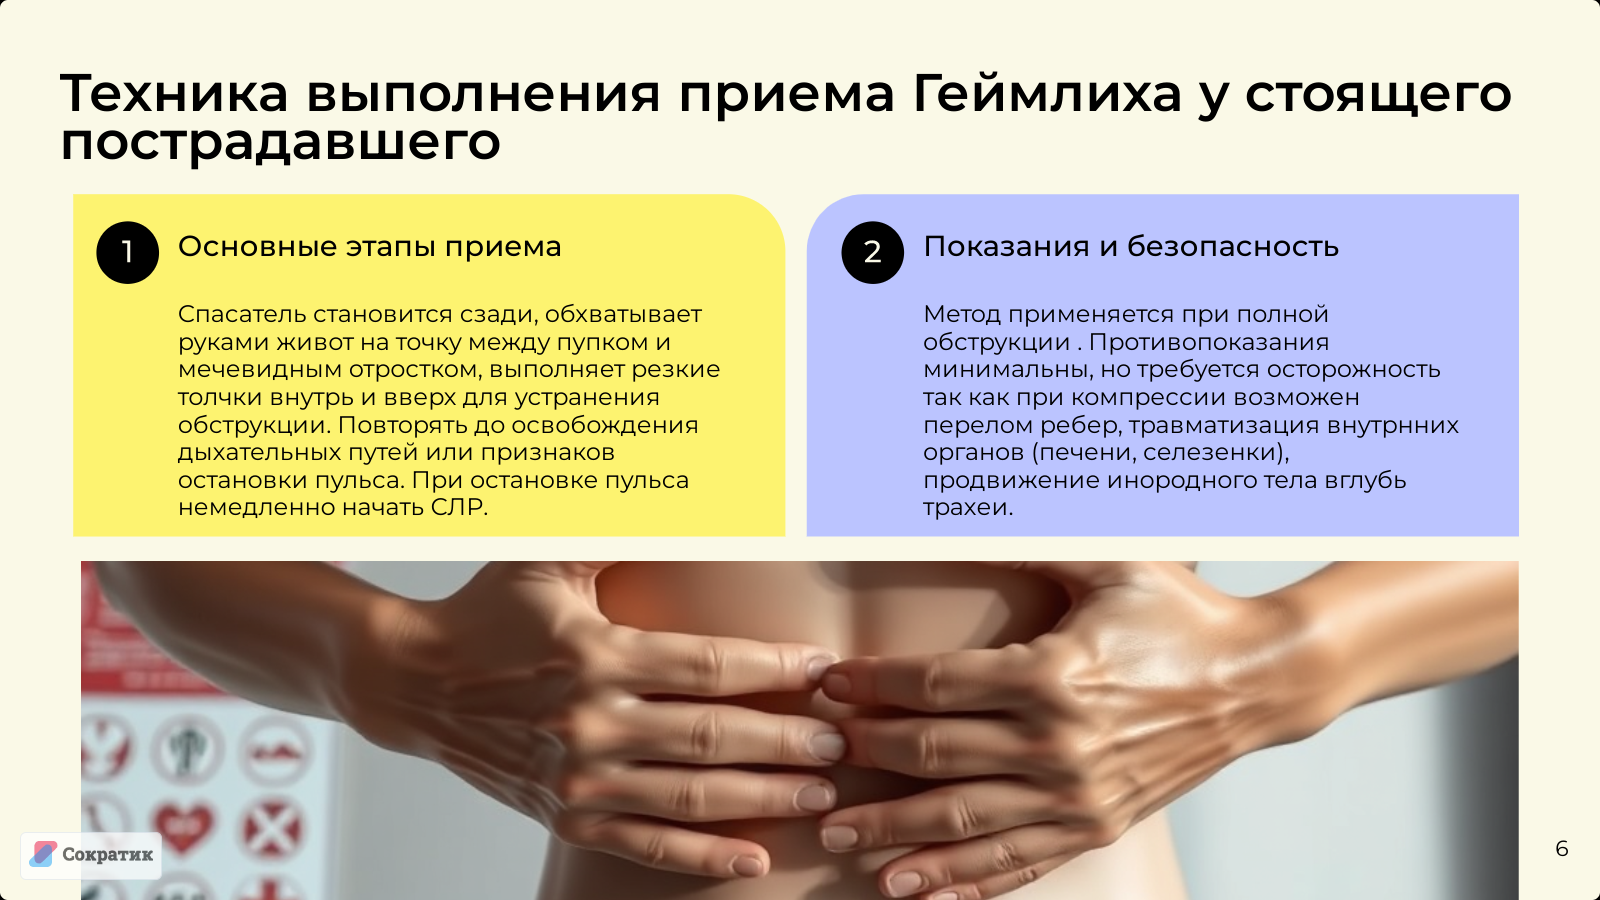 Техника выполнения приема Геймлиха у стоящего
пострадавшего
1
Основные этапы приема
Спасатель становится сзади, обхватывает
руками живот на точку между пупком и
мечевидным отростком, выполняет резкие
толчки внутрь и вверх для устранения
обструкции. Повторять до освобождения
дыхательных путей или признаков
остановки пульса. При остановке пульса
немедленно начать СЛР.
2
Показания и безопасность
Метод применяется при полной
обструкции . Противопоказания
минимальны, но требуется осторожность
так как при компрессии возможен
перелом ребер, травматизация внутрнних
органов (печени, селезенки),
продвижение инородного тела вглубь
трахеи.
Сократик
6